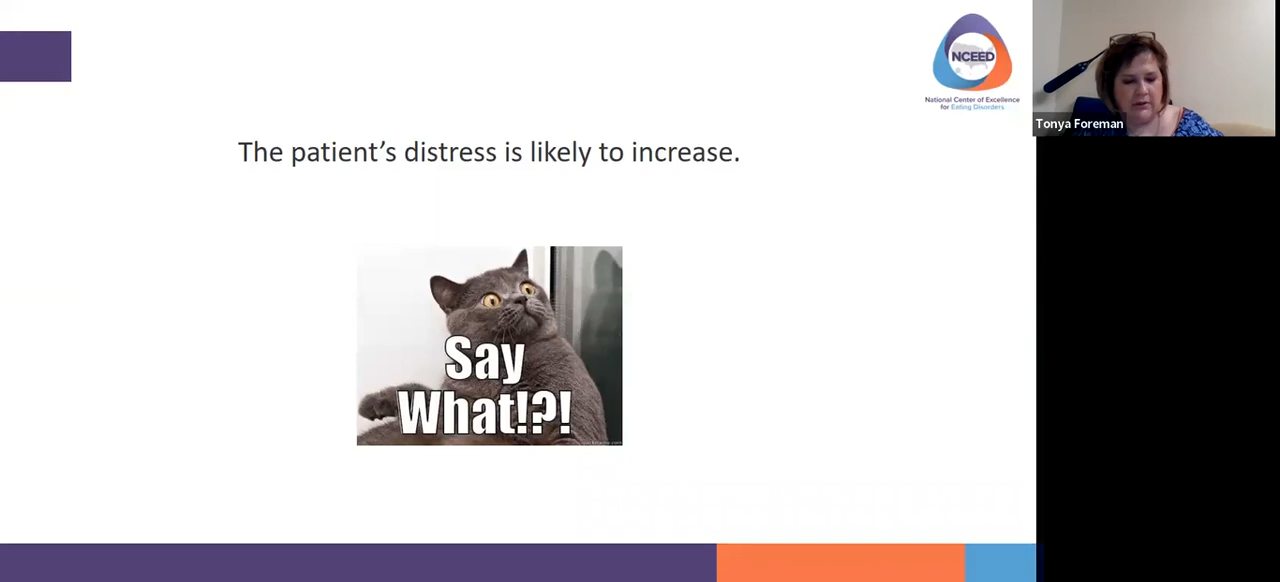 NCEED
National Center of Excellence
for Eating Disorders
Tonya Foreman
The patient's distress is likely to increase.
Say
What!?!